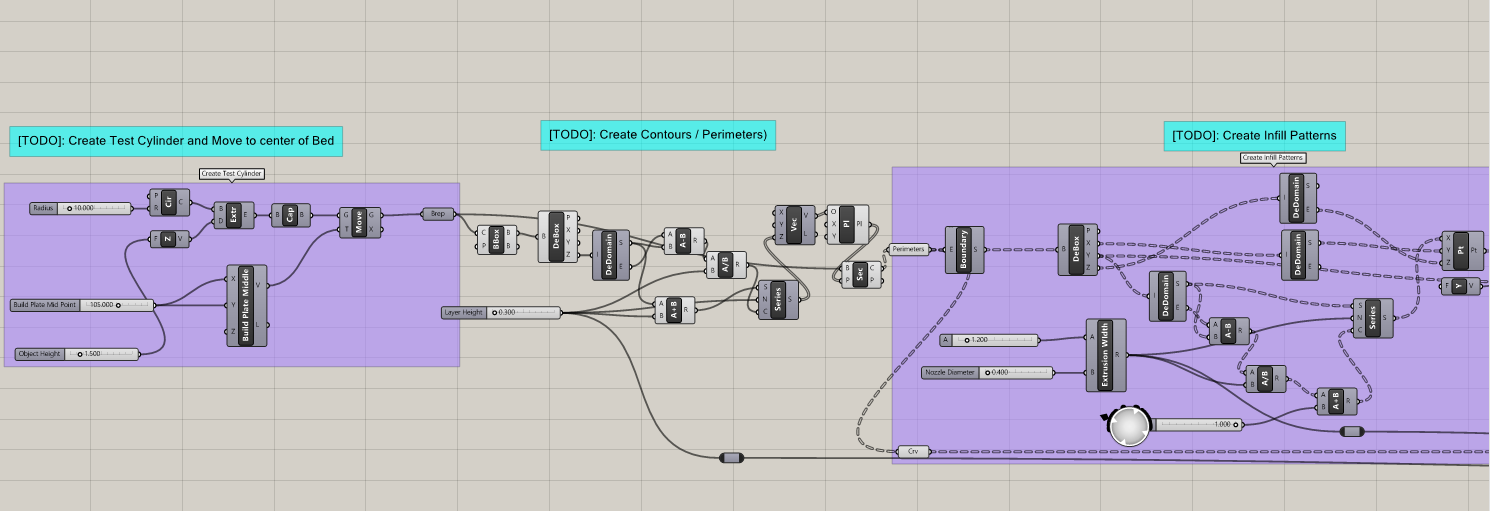 [TODO]: Create Test Cylinder and Move to center of Bed
Create Test Cylinder
Radius 10.000
P R Cir C
F Z V
B D Extr E
B Cap B
G T Move G X
Brep
Build Plate Mid Point 105.000
X Y Z Build Plate Middle V L
Object Height 1.500
[TODO]: Create Contours / Perimeters)
C P BBox B B
B DeBox P X Y Z
I DeDomain S E
A B A-B R
A B A/B R
A B A+B R
Layer Height 0.300
S N C Series S
X Y Z Vec V L
O X Y Pl Pl
B P Sec C P
[TODO]: Create Infill Patterns
Create Infill Patterns
Perimeters
E Boundary S
B DeBox P X Y Z
I DeDomain S E
DeDomain S E
DeDomain S E
X Y Z Pt Pt
F Y V
A 1.200
Nozzle Diameter 0.400
A B Extrusion Width R
A B A-B R
A B A/B R
A B A+B R
S N C Series S
1.000
Crv